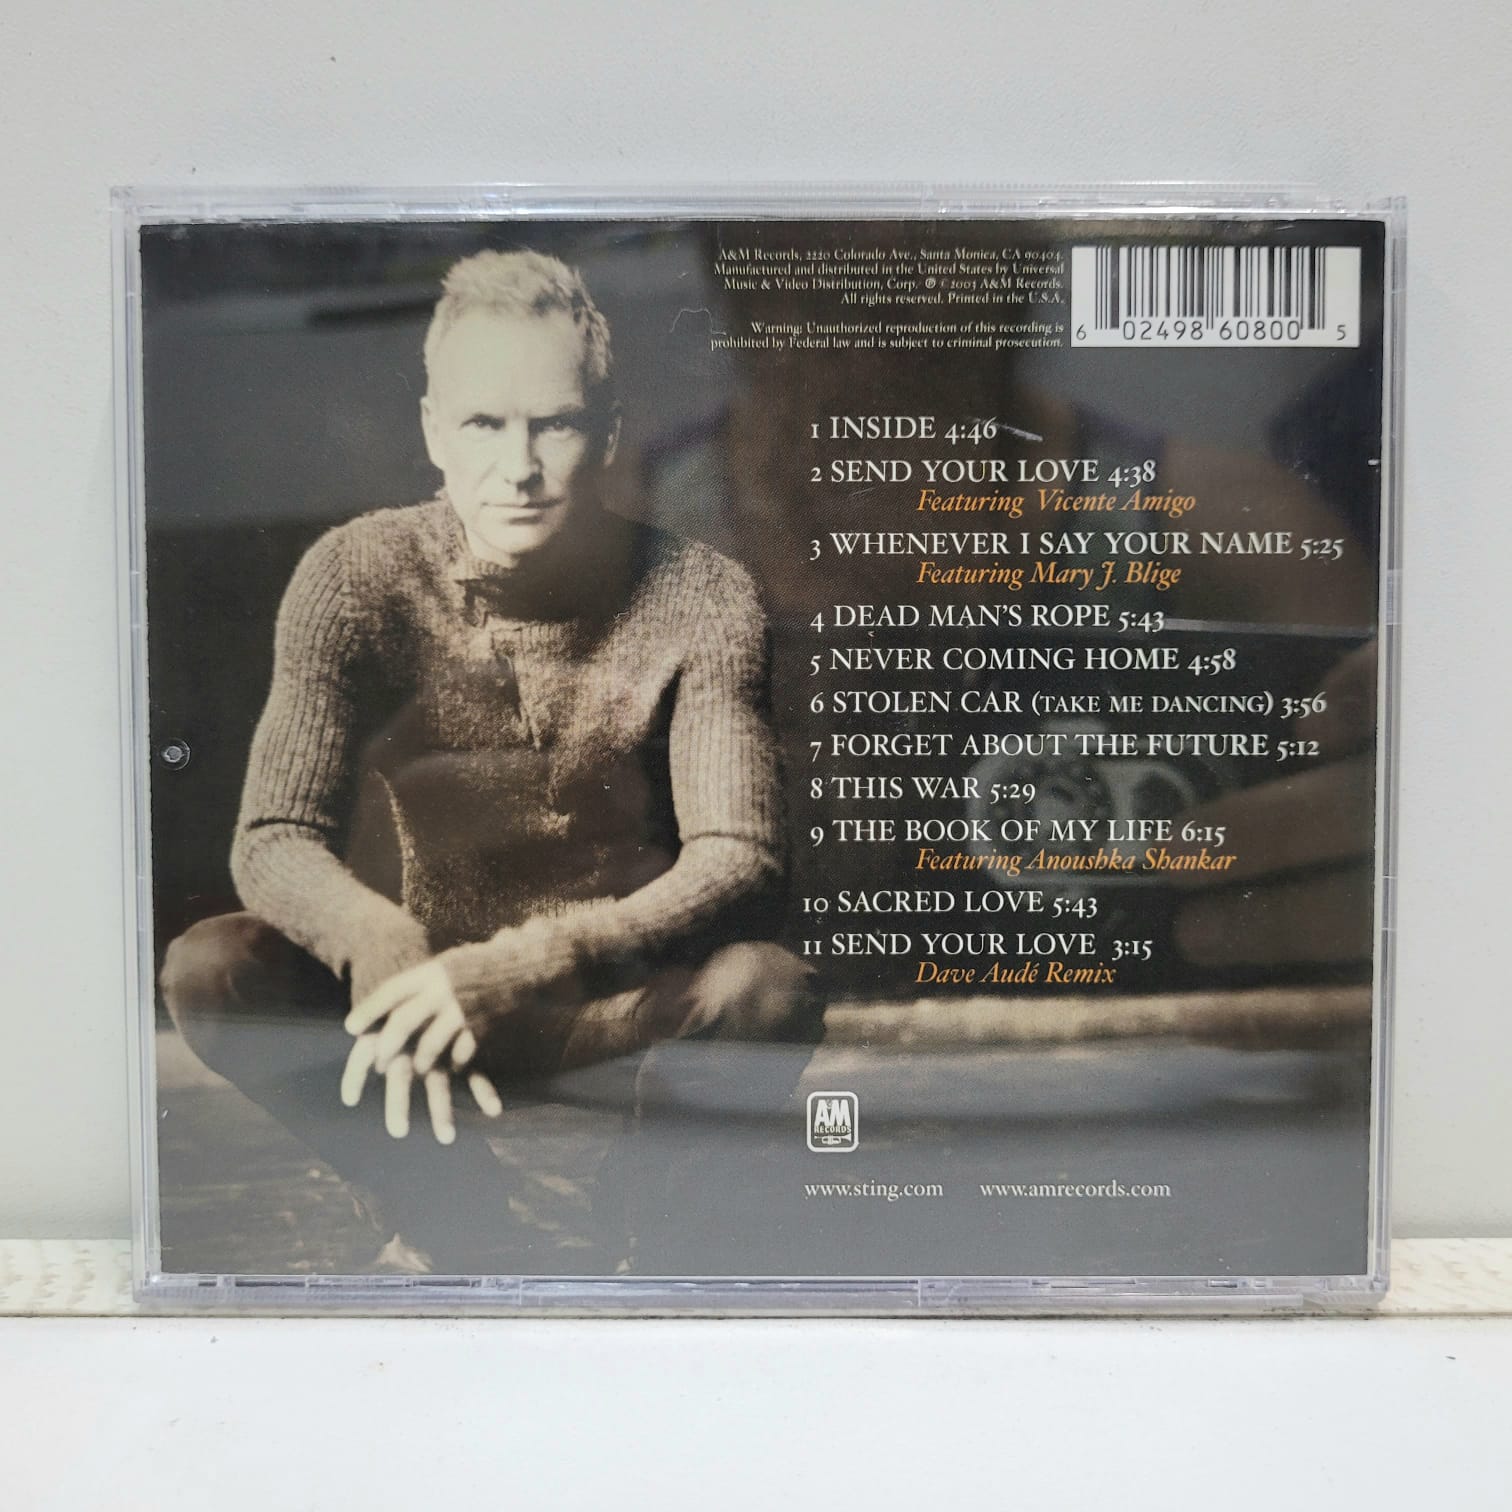 A&M Records, 2220 Colorado Ave., Santa Monica, CA 90404.
Manufactured and distributed in the United States by Universal
Music & Video Distribution, Corp. ℗ © 2003 A&M Records.
All rights reserved. Printed in the U.S.A.
Warning: Unauthorized reproduction of this recording is
prohibited by Federal law and is subject to criminal prosecution.
6 02498 60800 5
1 INSIDE 4:46
2 SEND YOUR LOVE 4:38
Featuring Vicente Amigo
3 WHENEVER I SAY YOUR NAME 5:25
Featuring Mary J. Blige
4 DEAD MAN'S ROPE 5:43
5 NEVER COMING HOME 4:58
6 STOLEN CAR (TAKE ME DANCING) 3:56
7 FORGET ABOUT THE FUTURE 5:12
8 THIS WAR 5:29
9 THE BOOK OF MY LIFE 6:15
Featuring Anoushka Shankar
10 SACRED LOVE 5:43
11 SEND YOUR LOVE 3:15
Dave Audé Remix
A&M
RECORDS
www.sting.com www.amrecords.com